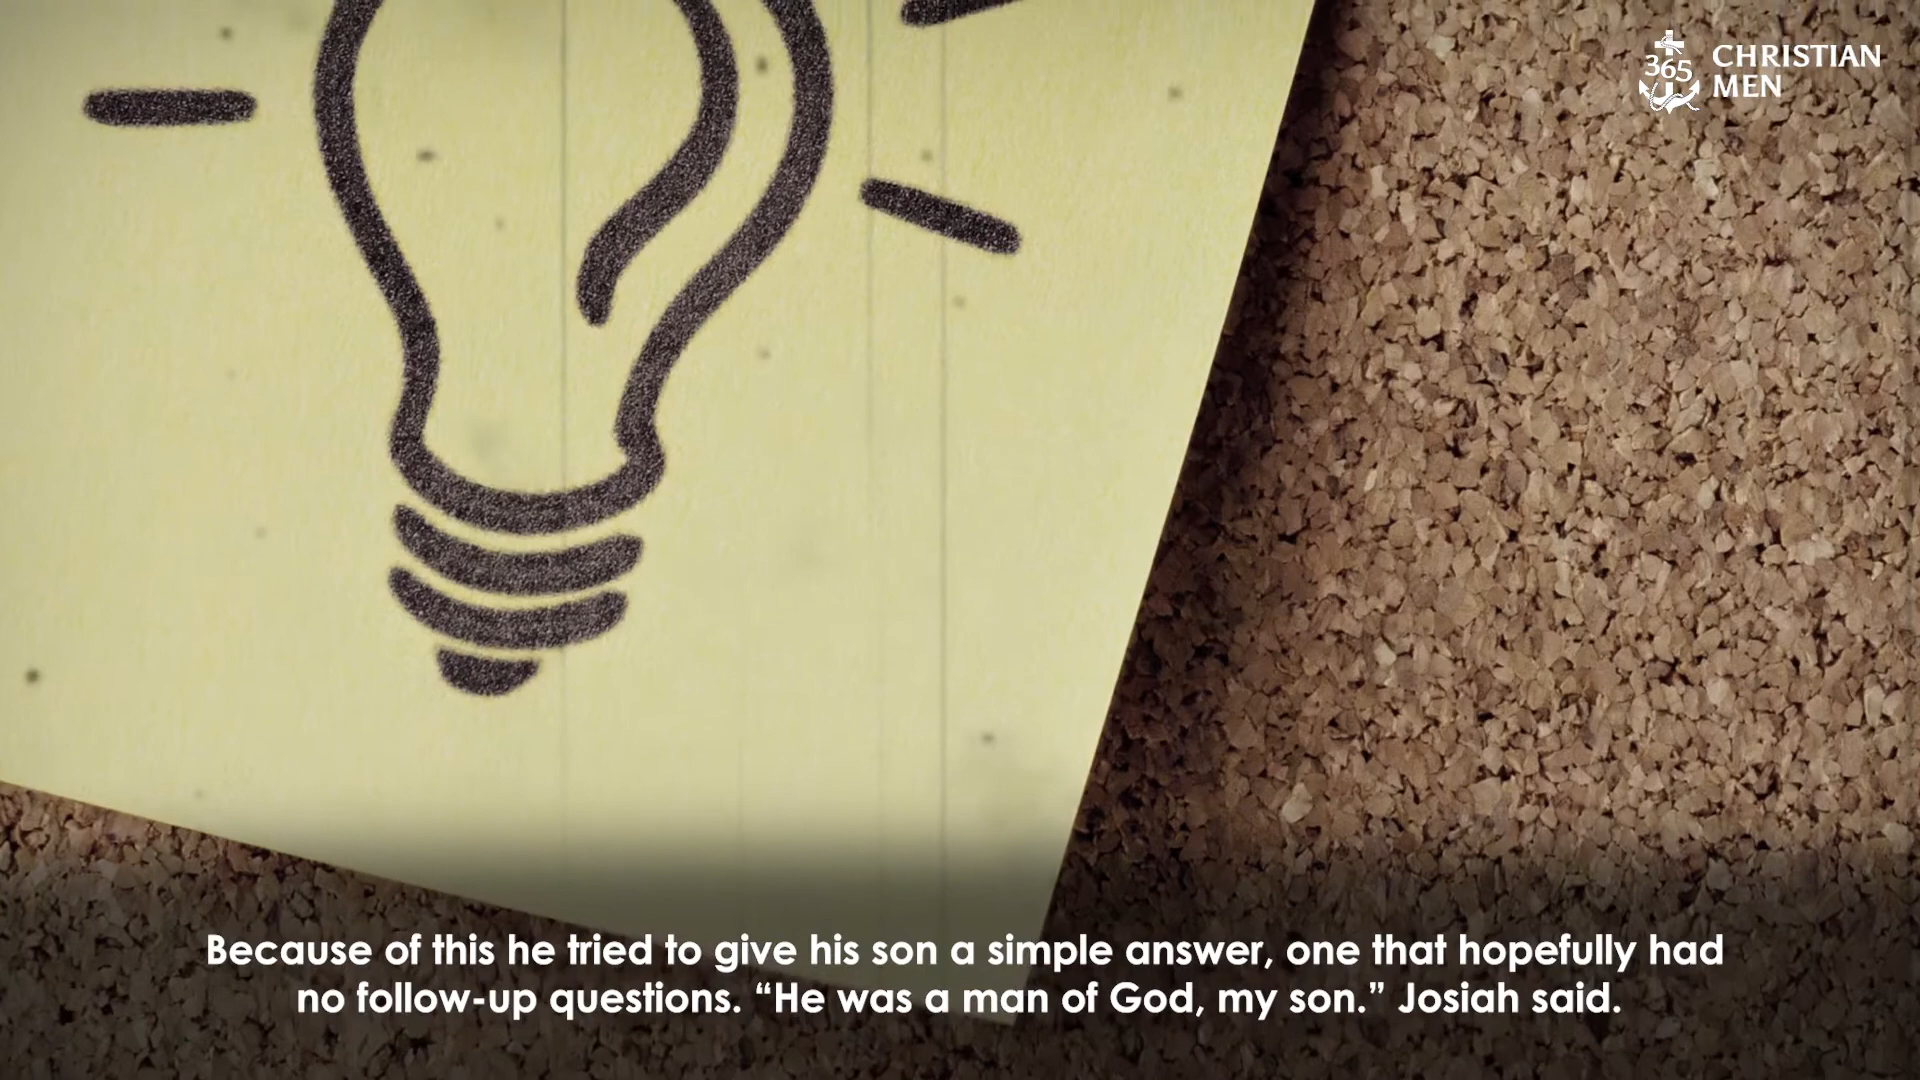 365
CHRISTIAN
MEN
Because of this he tried to give his son a simple answer, one that hopefully had
no follow-up questions. “He was a man of God, my son.” Josiah said.